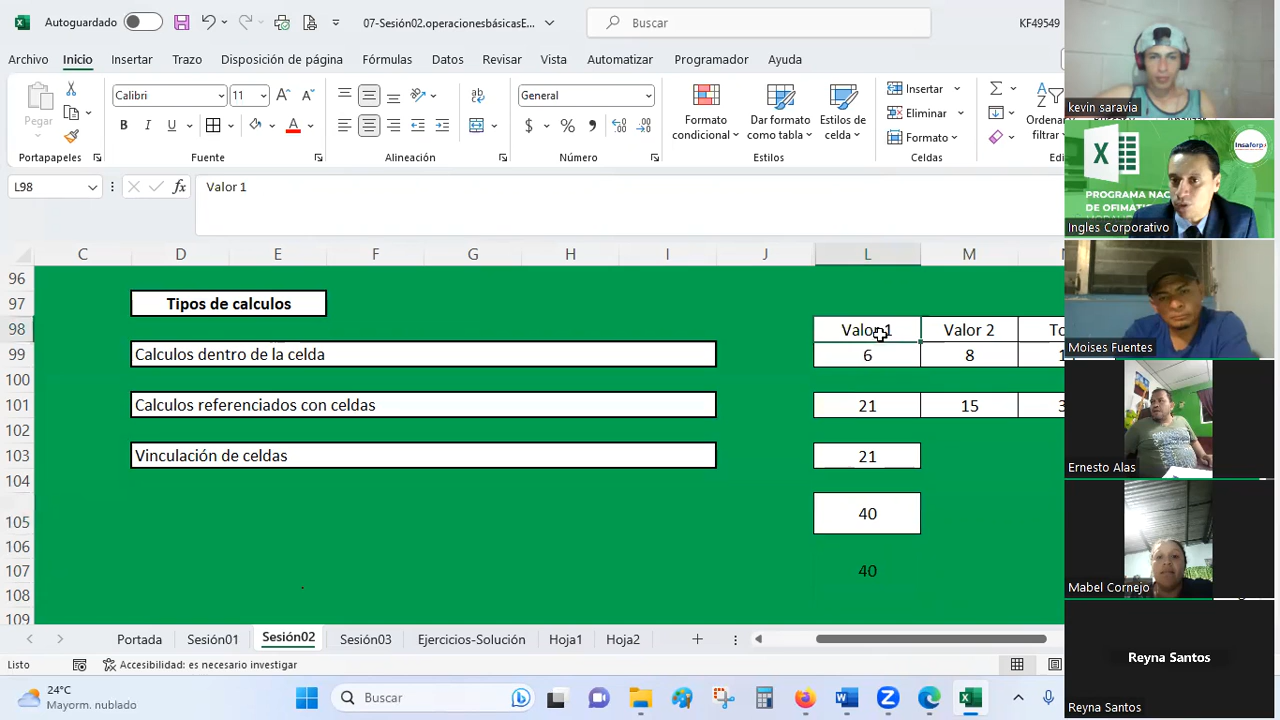 Autoguardado
07-Sesión02.operacionesbásicasE...
Buscar
KF49549
Archivo Inicio Insertar Trazo Disposición de página Fórmulas Datos Revisar Vista Automatizar Programador Ayuda
Pegar
Calibri 11
N K S
General
$ % 000
Formato condicional
Dar formato como tabla
Estilos de celda
Insertar
Eliminar
Formato
Ordenar
filtrar
Portapapeles Fuente Alineación Número Estilos Celdas
L98
fx
Valor 1
C D E F G H I J L M
96
97 Tipos de calculos
98 Valor 1 Valor 2
99 Calculos dentro de la celda 6 8
100
101 Calculos referenciados con celdas 21 15
102
103 Vinculación de celdas 21
104
105 40
106
107 40
108
109
Portada Sesión01 Sesión02 Sesión03 Ejercicios-Solución Hoja1 Hoja2
Listo
Accesibilidad: es necesario investigar
24°C
Mayorm. nublado
Buscar
kevin saravia
Insaforp
PROGRAMA NAC
DE OFIMATI
Ingles Corporativo
Moises Fuentes
Ernesto Alas
Mabel Cornejo
Reyna Santos
Reyna Santos